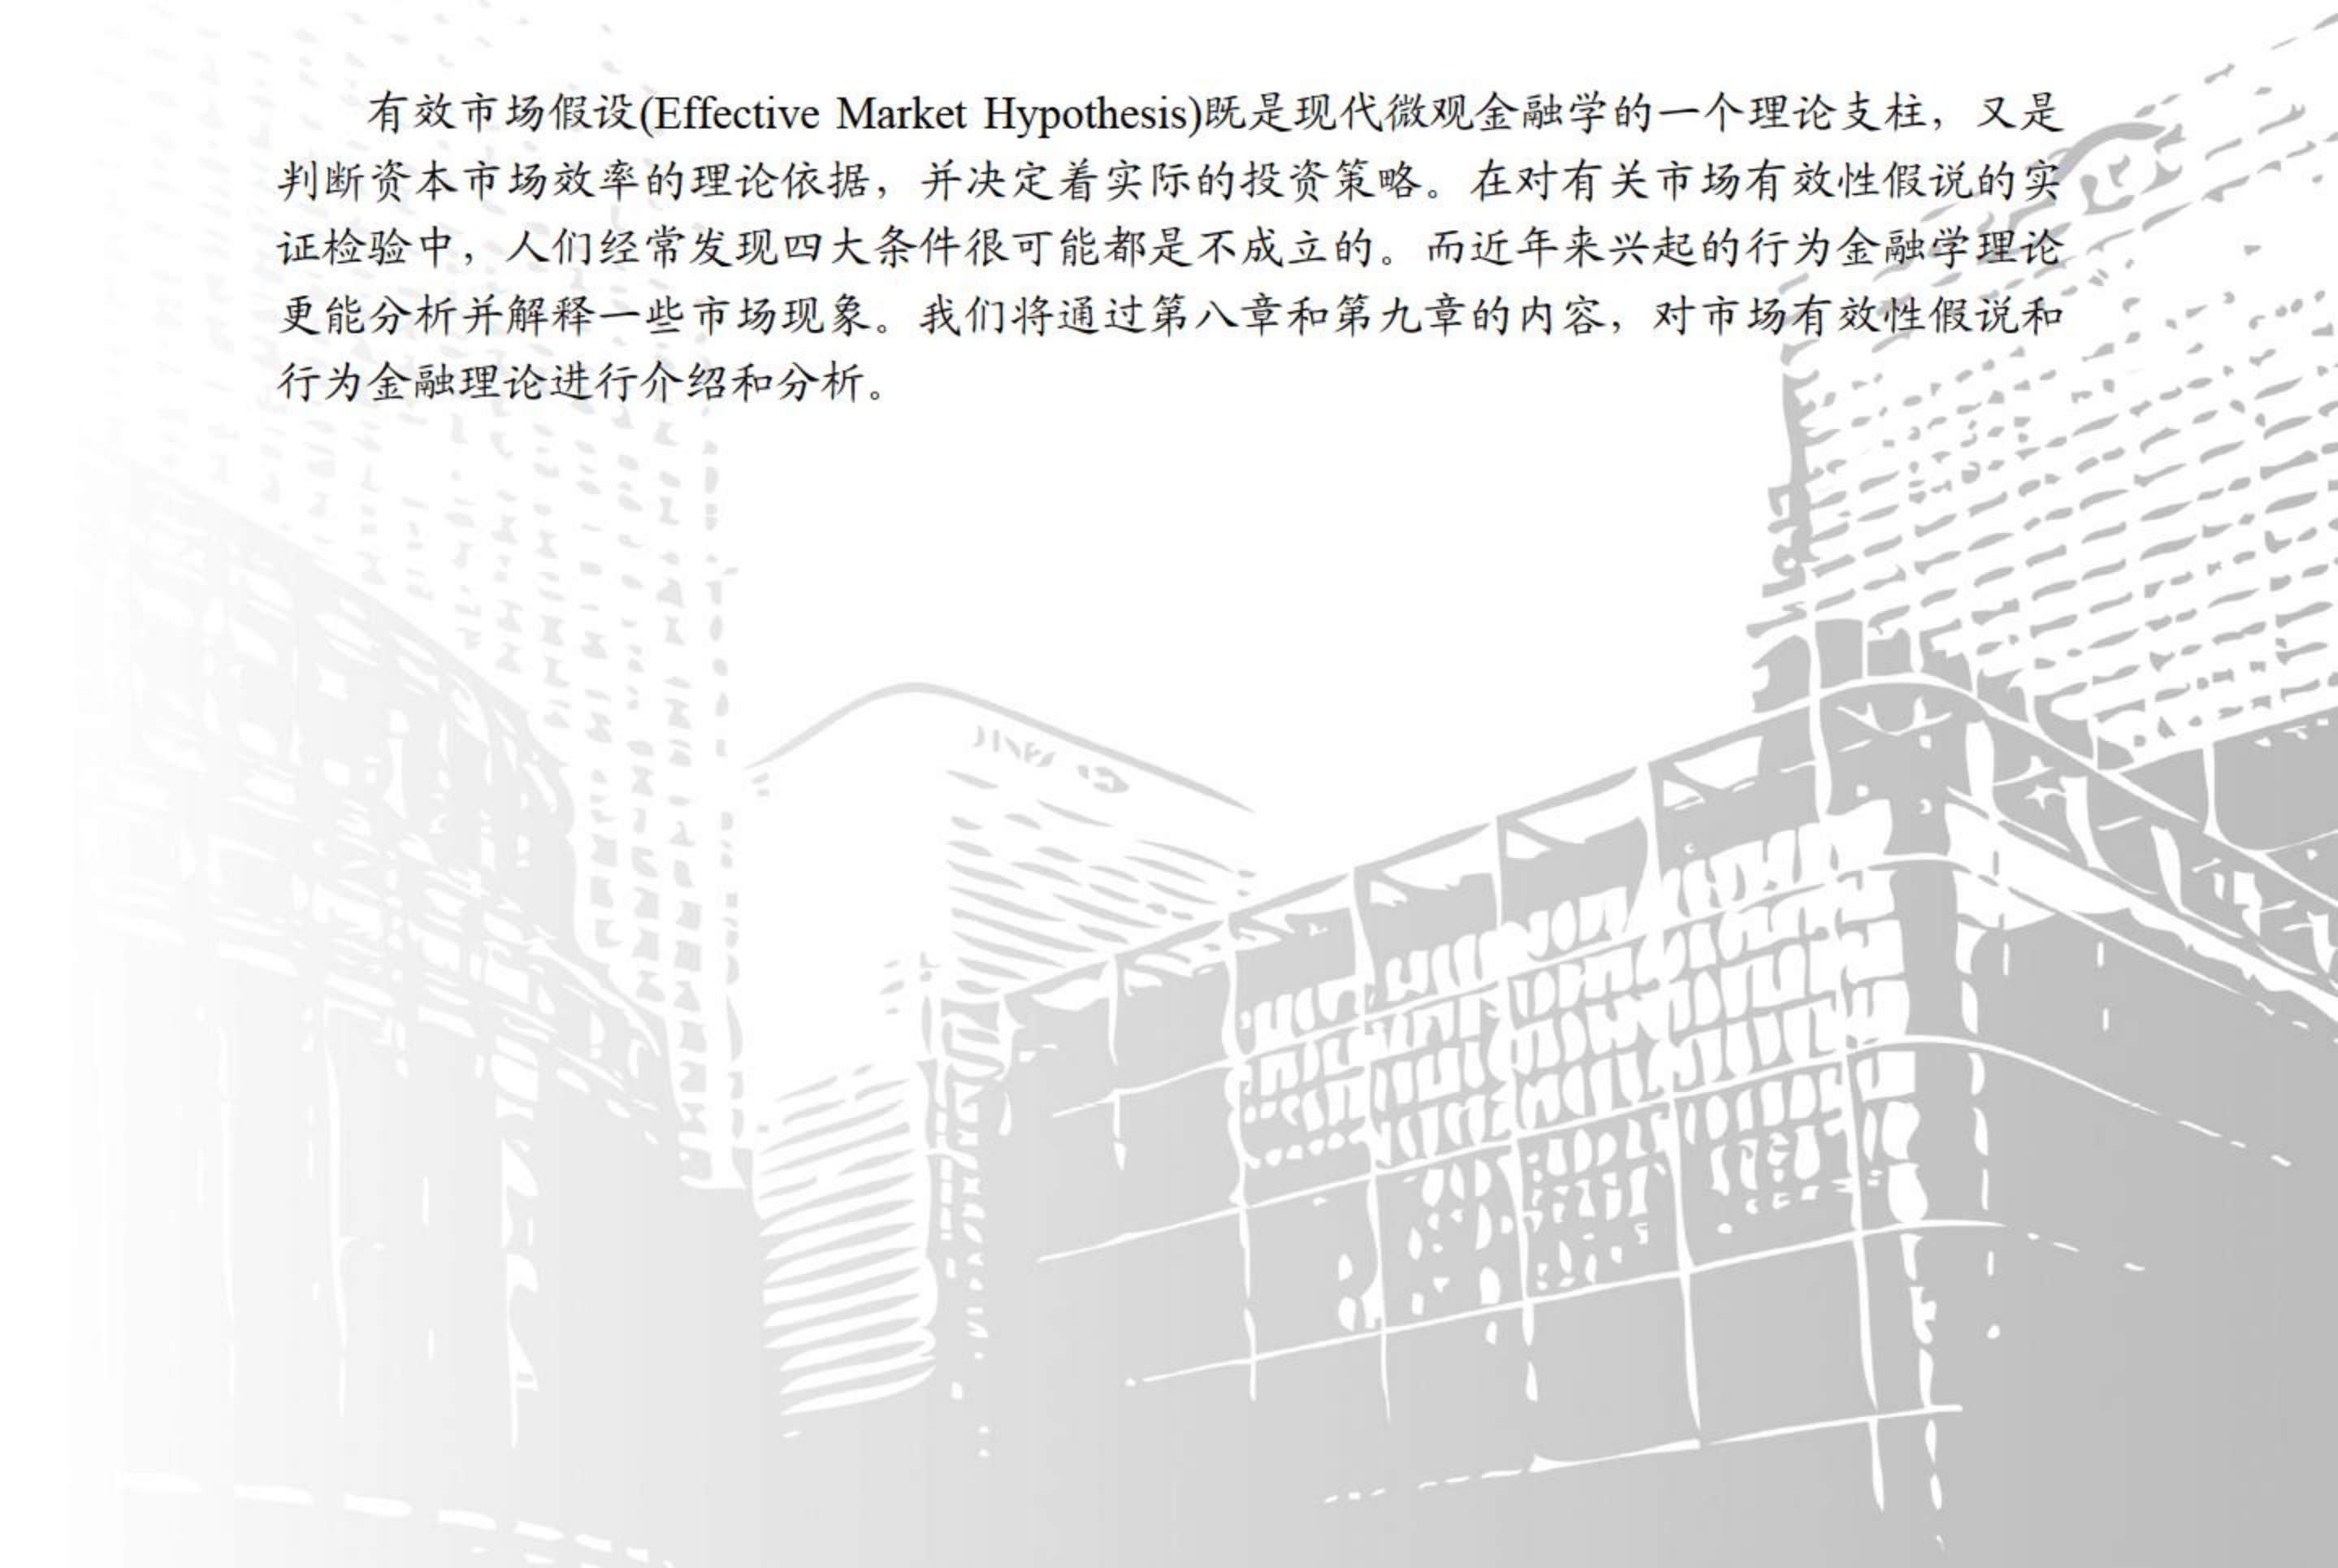 有效市场假设(Effective Market Hypothesis)既是现代微观金融学的一个理论支柱，又是
判断资本市场效率的理论依据，并决定着实际的投资策略。在对有关市场有效性假说的实
证检验中，人们经常发现四大条件很可能都是不成立的。而近年来兴起的行为金融学理论
更能分析并解释一些市场现象。我们将通过第八章和第九章的内容，对市场有效性假说和
行为金融理论进行介绍和分析。